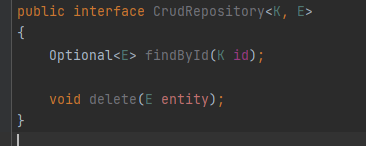 public interface CrudRepository<K, E>
{
    Optional<E> findById(K id);

    void delete(E entity);
}